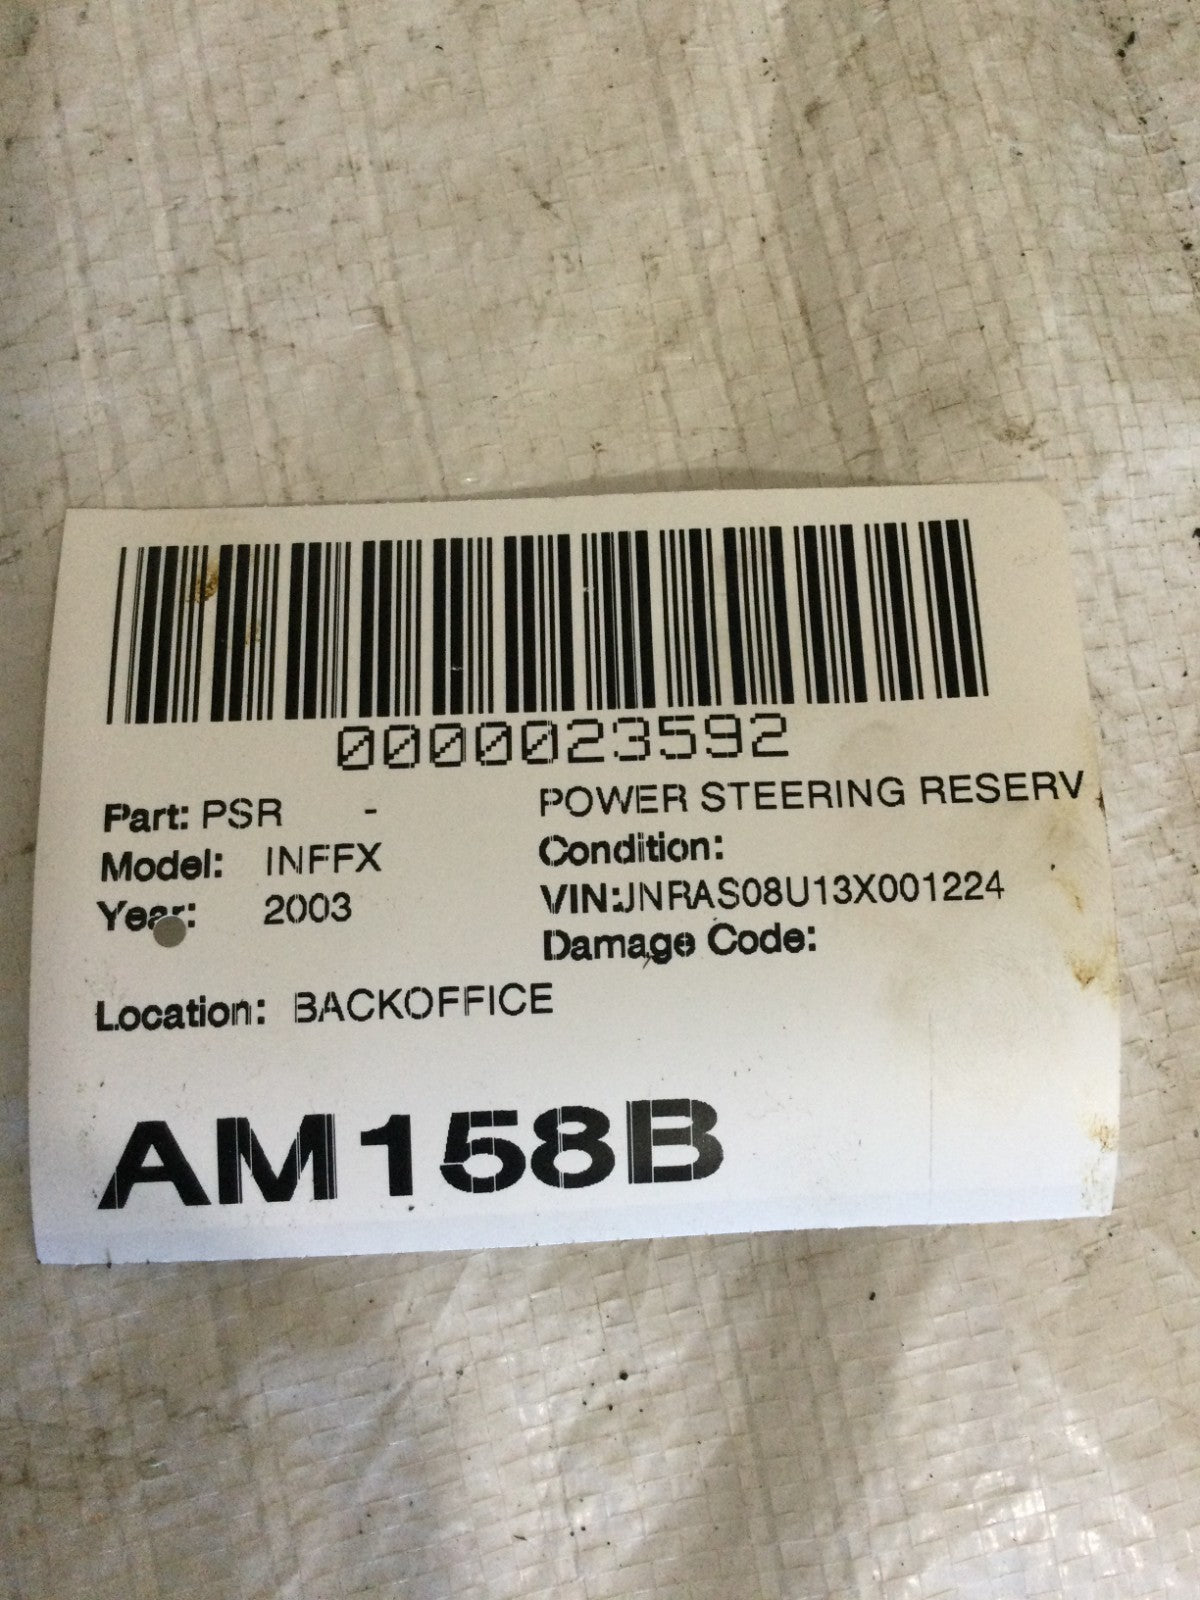 0000023592
Part: PSR - POWER STEERING RESERV
Model: INFFX Condition:
Year: 2003 VIN:JNRAS08U13X001224
Damage Code:
Location: BACKOFFICE
AM158B